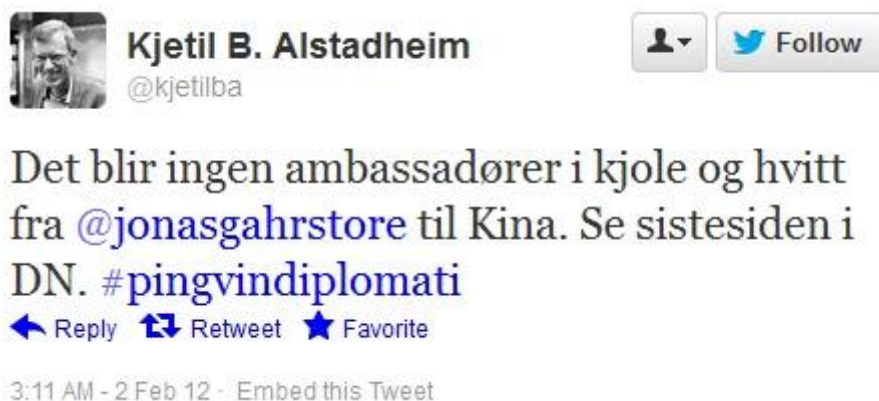 Kjetil B. Alstadheim
Follow
@kjetilba
Det blir ingen ambassadører i kjole og hvitt
fra @jonasgahrstore til Kina. Se sistesiden i
DN. #pingvindiplomati
Reply Retweet Favorite
3:11 AM - 2 Feb 12 · Embed this Tweet